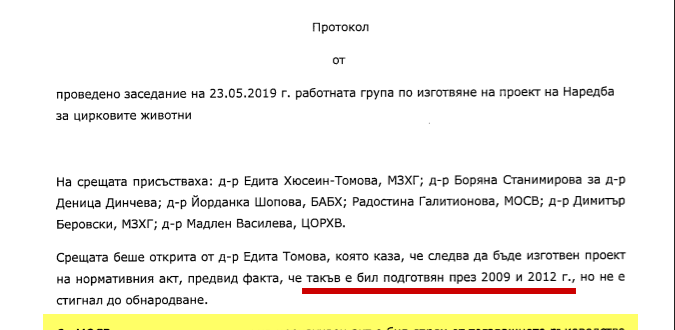 Протокол
от
проведено заседание на 23.05.2019 г. работната група по изготвяне на проект на Наредба
за цирковите животни
На срещата присъстваха: д-р Едита Хюсеин-Томова, МЗХГ; д-р Боряна Станимирова за д-р
Деница Динчева; д-р Йорданка Шопова, БАБХ; Радостина Галитионова, МОСВ; д-р Димитър
Беровски, МЗХГ; д-р Мадлен Василева, ЦОРХВ.
Срещата беше открита от д-р Едита Томова, която каза, че следва да бъде изготвен проект
на нормативния акт, предвид факта, че такъв е бил подготвян през 2009 и 2012 г., но не е
стигнал до обнародване.